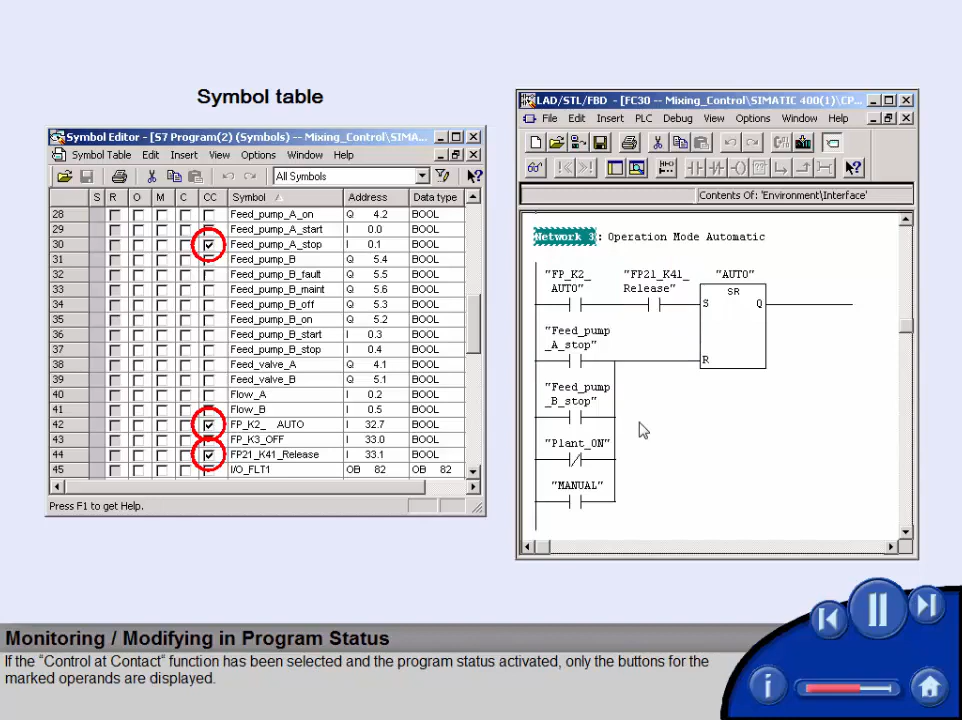 Symbol table
Symbol Editor - [S7 Program(2) (Symbols) -- Mixing_Control\SIMA...
Symbol Table Edit Insert View Options Window Help
All Symbols
S R O M C CC Symbol Address Data type
28 Feed_pump_A_on Q 4.2 BOOL
29 Feed_pump_A_start I 0.0 BOOL
30 Feed_pump_A_stop I 0.1 BOOL
31 Feed_pump_B Q 5.4 BOOL
32 Feed_pump_B_fault Q 5.5 BOOL
33 Feed_pump_B_maint Q 5.6 BOOL
34 Feed_pump_B_off Q 5.3 BOOL
35 Feed_pump_B_on Q 5.2 BOOL
36 Feed_pump_B_start I 0.3 BOOL
37 Feed_pump_B_stop I 0.4 BOOL
38 Feed_valve_A Q 4.1 BOOL
39 Feed_valve_B Q 5.1 BOOL
40 Flow_A I 0.2 BOOL
41 Flow_B I 0.5 BOOL
42 FP_K2_ AUTO I 32.7 BOOL
43 FP_K3_OFF I 33.0 BOOL
44 FP21_K41_Release I 33.1 BOOL
45 I/O_FLT1 OB 82 OB 82
Press F1 to get Help.
LAD/STL/FBD - [FC30 -- Mixing_Control\SIMATIC 400(1)\CP...
File Edit Insert PLC Debug View Options Window Help
Contents Of: 'Environment\Interface'
Network 3: Operation Mode Automatic
"FP_K2_ "FP21_K41_ "AUTO"
AUTO" Release" SR
S Q
"Feed_pump
_A_stop"
R
"Feed_pump
_B_stop"
"Plant_ON"
"MANUAL"
Monitoring / Modifying in Program Status
If the "Control at Contact" function has been selected and the program status activated, only the buttons for the
marked operands are displayed.